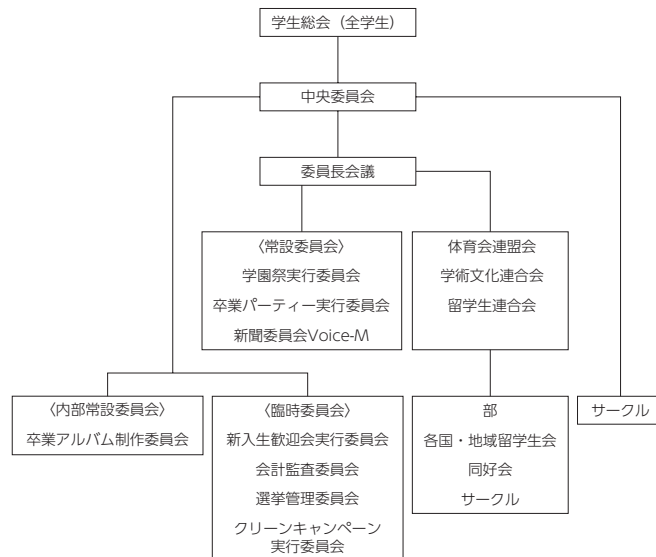 学生総会（全学生）
中央委員会
委員長会議
〈常設委員会〉
学園祭実行委員会
卒業パーティー実行委員会
新聞委員会Voice-M
体育会連盟会
学術文化連合会
留学生連合会
〈内部常設委員会〉
卒業アルバム制作委員会
〈臨時委員会〉
新入生歓迎会実行委員会
会計監査委員会
選挙管理委員会
クリーンキャンペーン
実行委員会
部
各国・地域留学生会
同好会
サークル
サークル